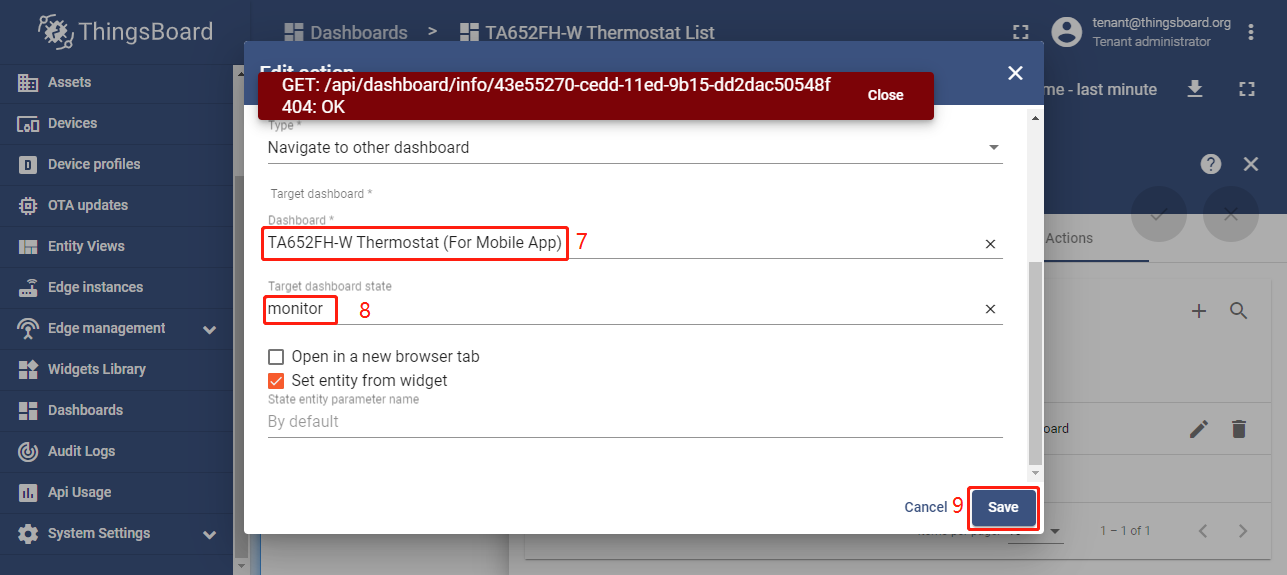 ThingsBoard
Dashboards > TA652FH-W Thermostat List
tenant@thingsboard.org
Tenant administrator
me - last minute
Assets
Devices
Device profiles
OTA updates
Entity Views
Edge instances
Edge management
Widgets Library
Dashboards
Audit Logs
Api Usage
System Settings
Edit action
GET: /api/dashboard/info/43e55270-cedd-11ed-9b15-dd2dac50548f
404: OK
Close
Type *
Navigate to other dashboard
Target dashboard *
Dashboard *
TA652FH-W Thermostat (For Mobile App) 7
Target dashboard state
monitor 8
Open in a new browser tab
Set entity from widget
State entity parameter name
By default
Cancel 9 Save
Actions
oard
Items per page:
1 – 1 of 1